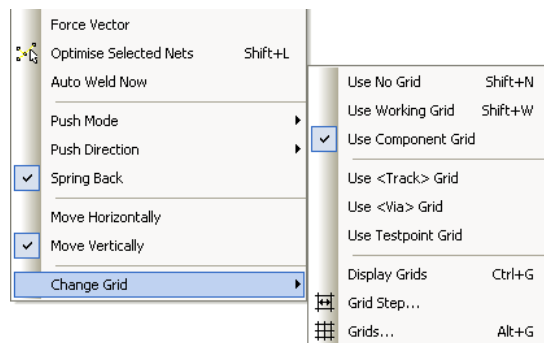 Force Vector
Optimise Selected Nets Shift+L
Auto Weld Now
Push Mode
Push Direction
Spring Back
Move Horizontally
Move Vertically
Change Grid
Use No Grid Shift+N
Use Working Grid Shift+W
Use Component Grid
Use <Track> Grid
Use <Via> Grid
Use Testpoint Grid
Display Grids Ctrl+G
Grid Step...
Grids... Alt+G